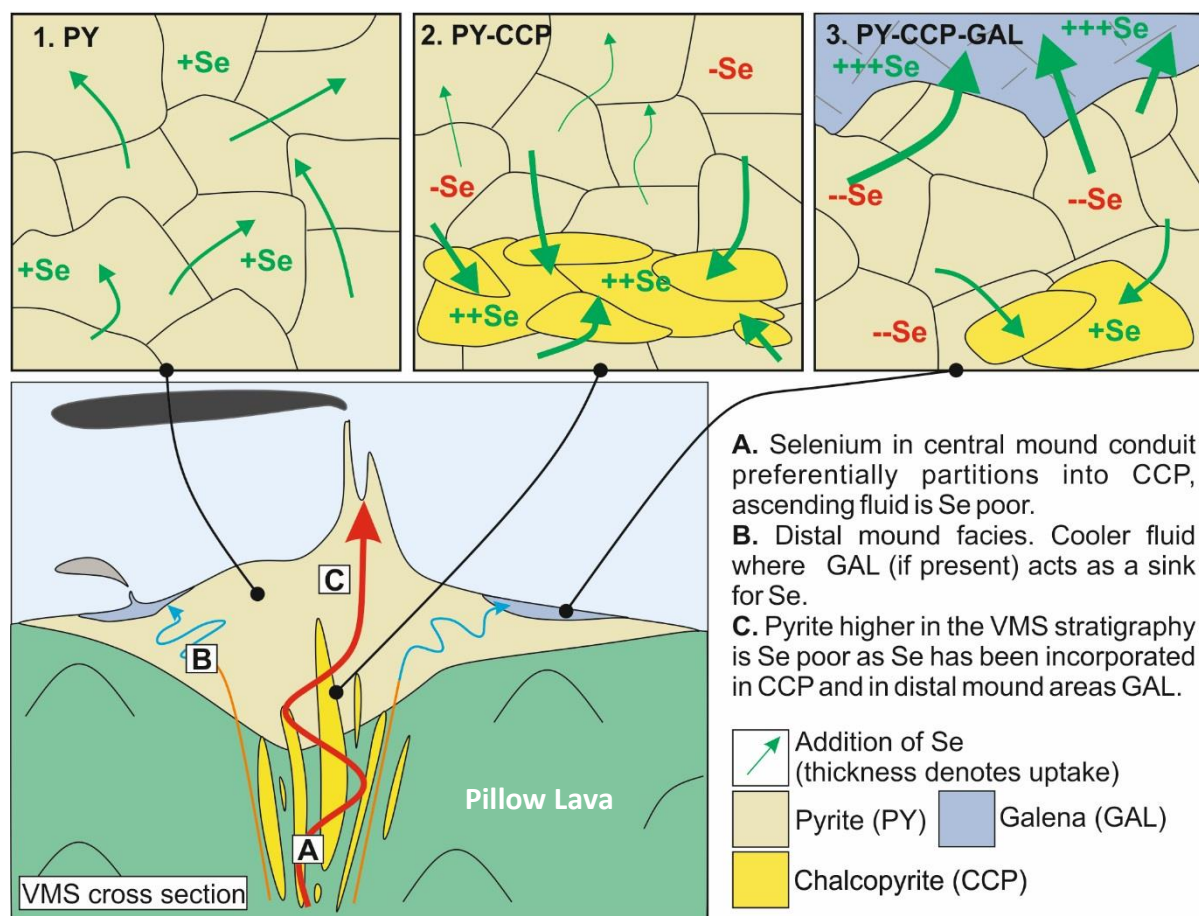 1. PY
+Se
+Se
+Se
2. PY-CCP
-Se
-Se
++Se
++Se
3. PY-CCP-GAL
+++Se
+++Se
--Se
--Se
--Se
+Se
C
B
A
Pillow Lava
VMS cross section
A. Selenium in central mound conduit
preferentially partitions into CCP,
ascending fluid is Se poor.
B. Distal mound facies. Cooler fluid
where GAL (if present) acts as a sink
for Se.
C. Pyrite higher in the VMS stratigraphy
is Se poor as Se has been incorporated
in CCP and in distal mound areas GAL.
Addition of Se
(thickness denotes uptake)
Pyrite (PY)
Galena (GAL)
Chalcopyrite (CCP)